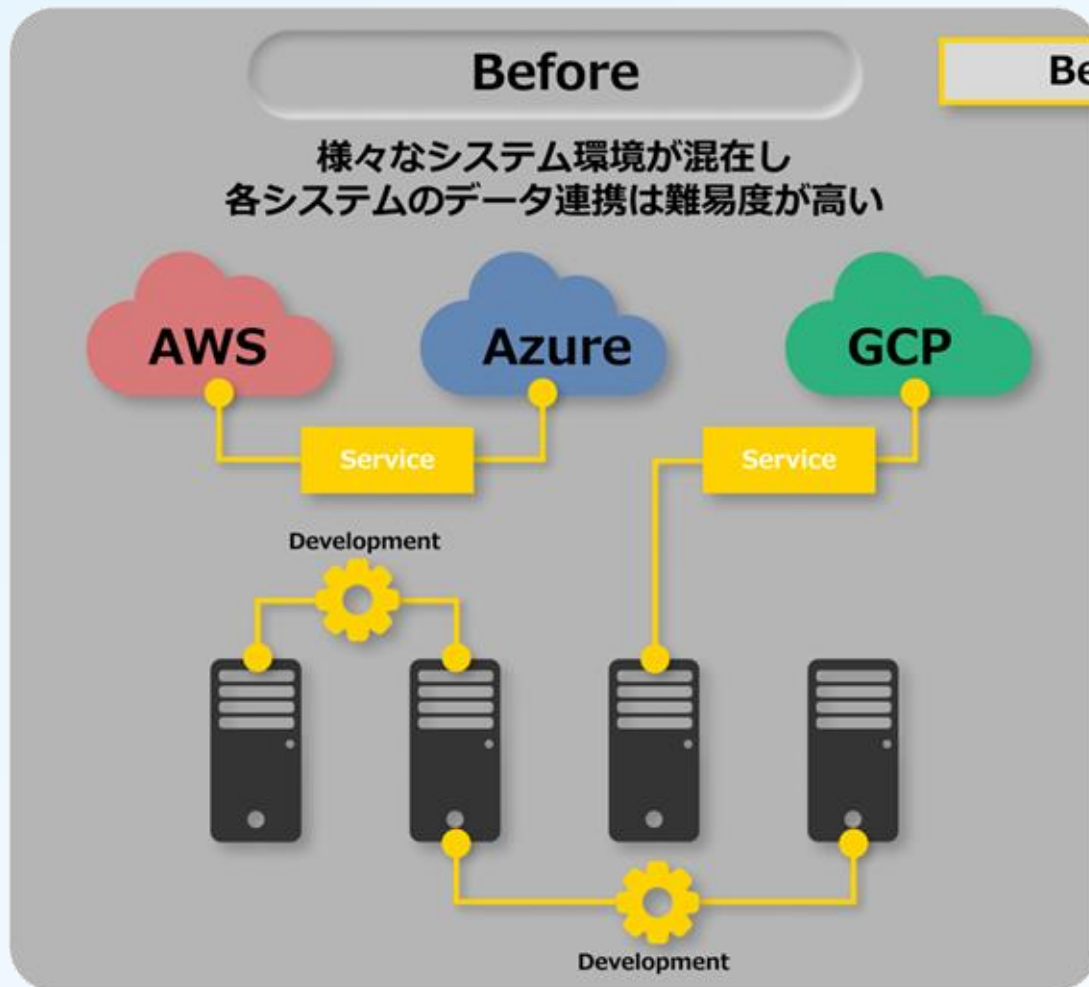 Before
Be
様々なシステム環境が混在し
各システムのデータ連携は難易度が高い
AWS
Azure
GCP
Service
Service
Development
Development